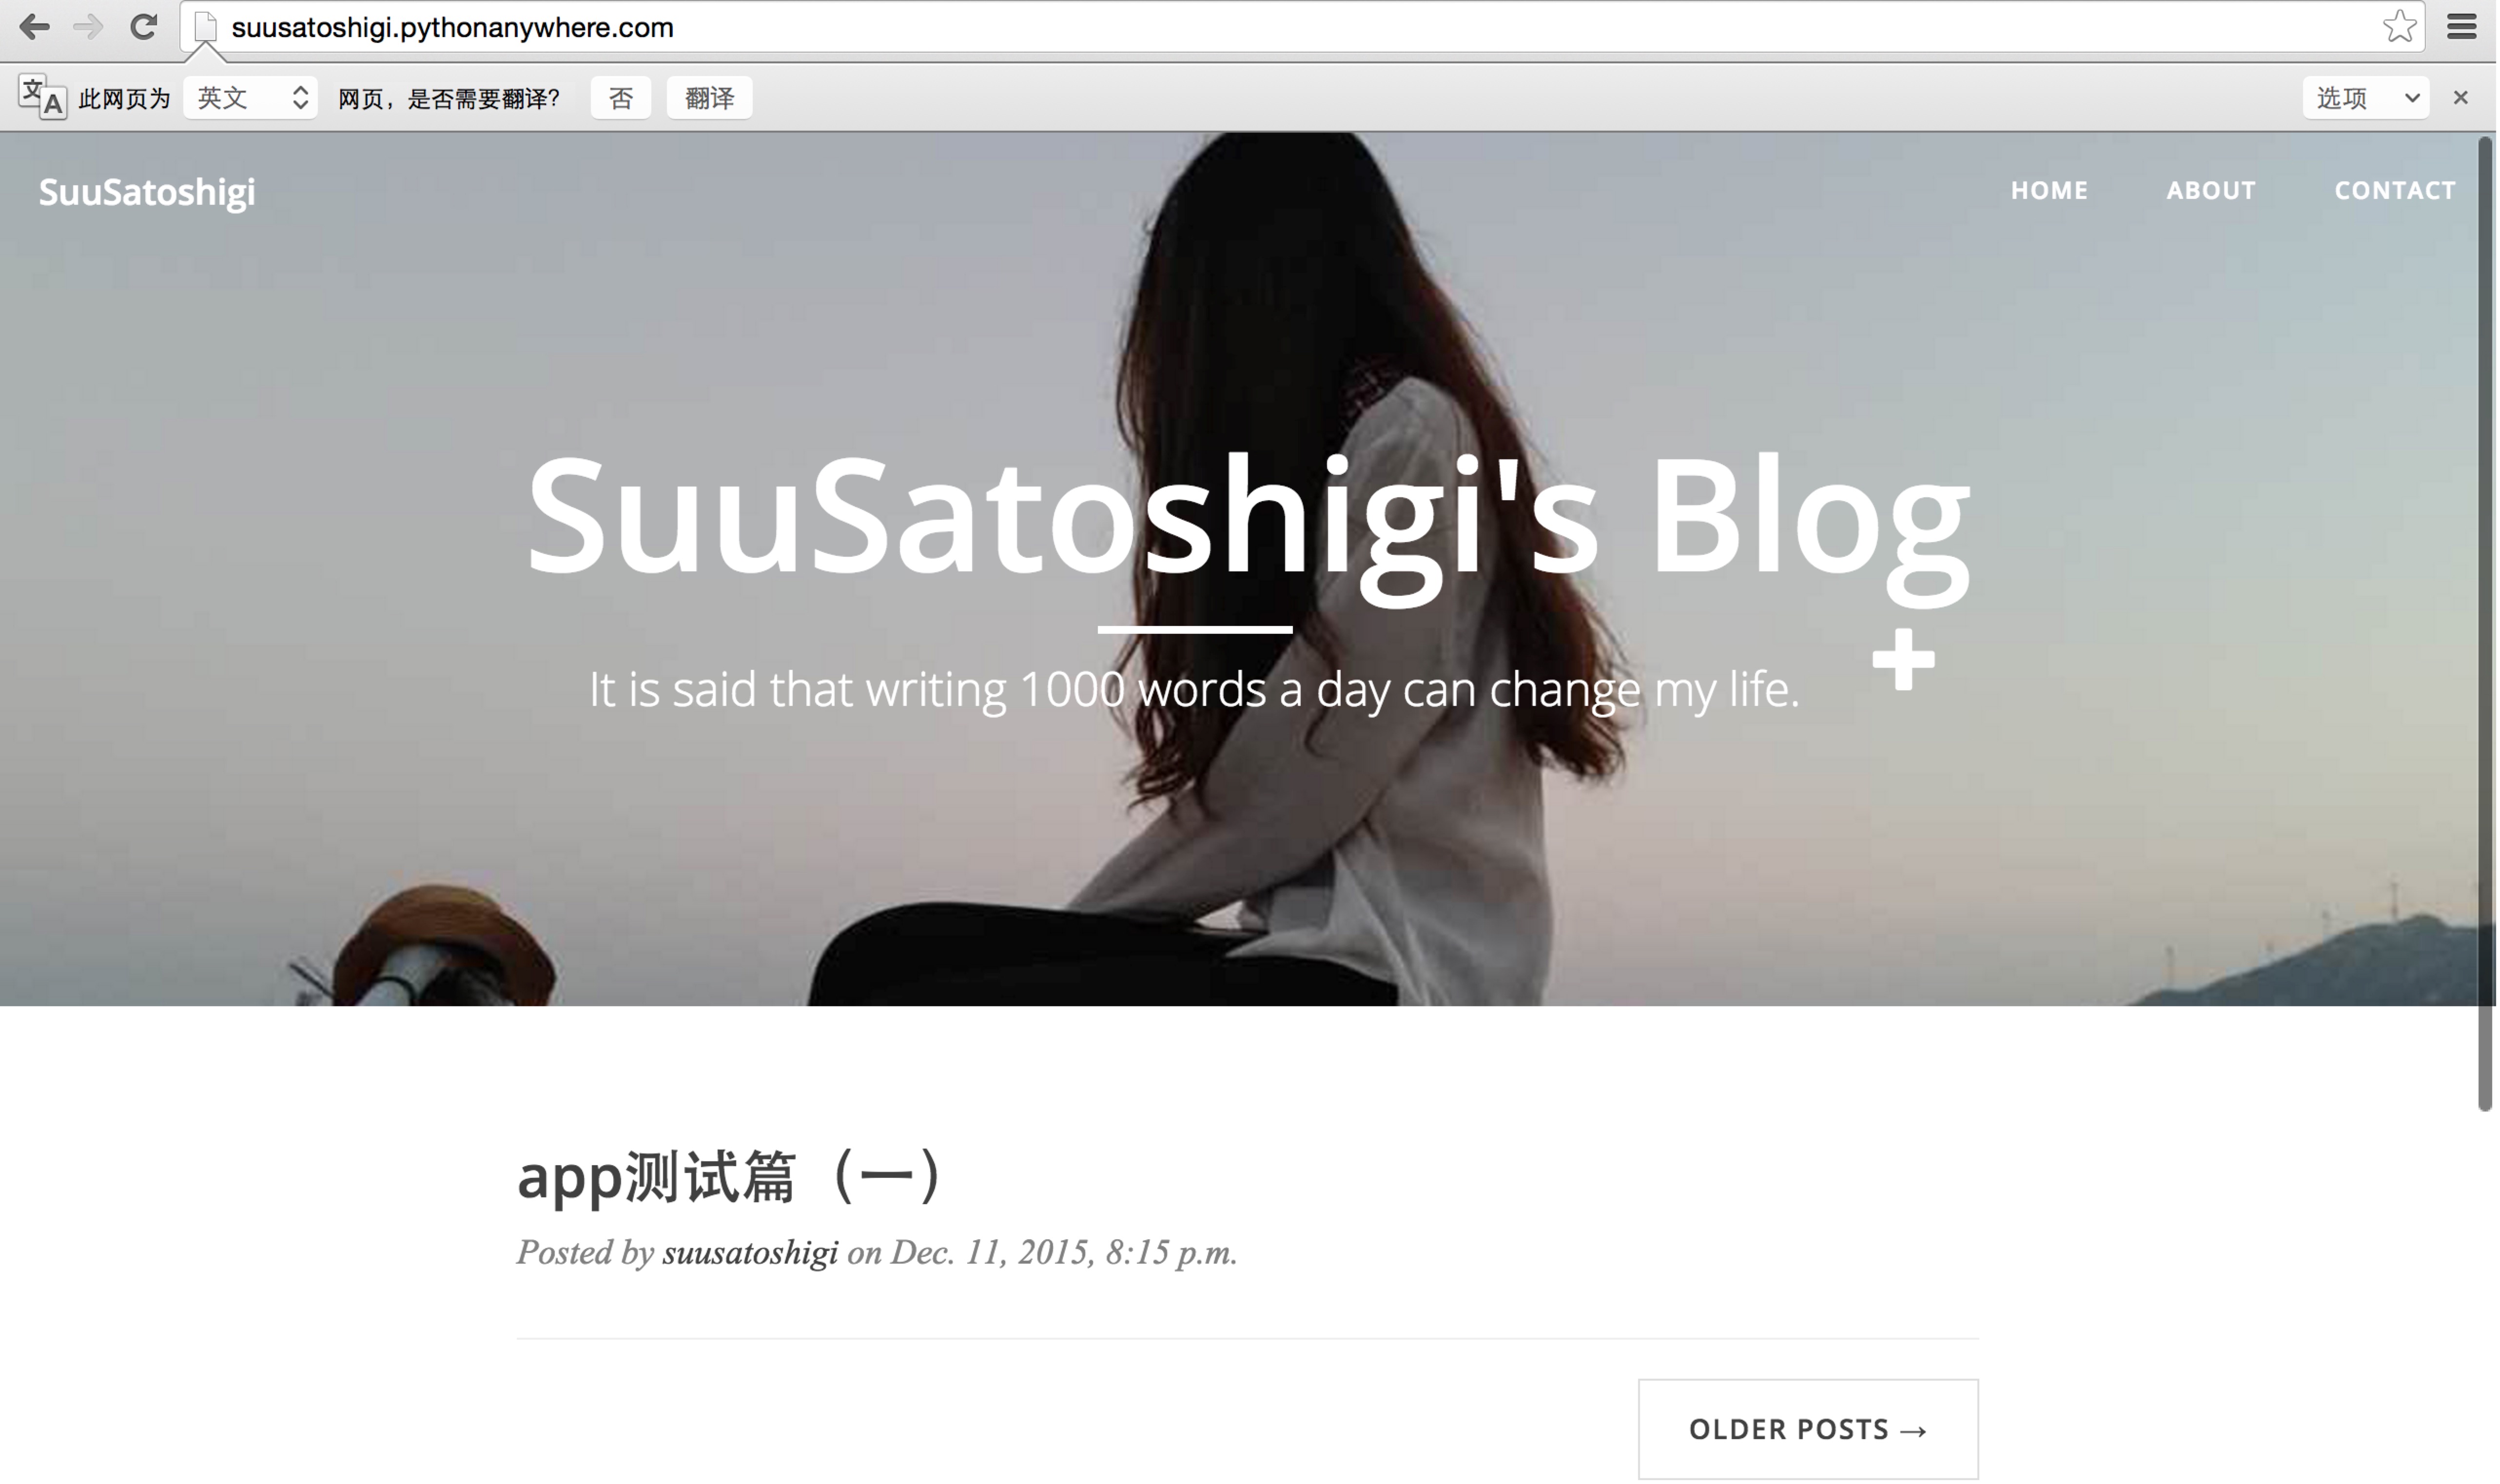 suusatoshigi.pythonanywhere.com
此网页为 英文 网页，是否需要翻译？ 否 翻译 选项
SuuSatoshigi HOME ABOUT CONTACT
SuuSatoshigi's Blog
It is said that writing 1000 words a day can change my life.
app测试篇（一）
Posted by suusatoshigi on Dec. 11, 2015, 8:15 p.m.
OLDER POSTS →